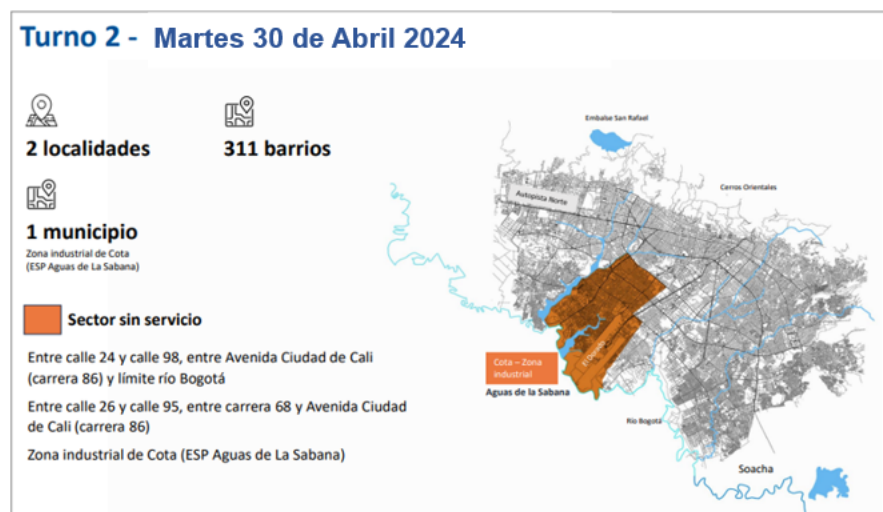 Turno 2 - Martes 30 de Abril 2024
2 localidades
311 barrios
1 municipio
Zona industrial de Cota
(ESP Aguas de La Sabana)
Sector sin servicio
Entre calle 24 y calle 98, entre Avenida Ciudad de Cali
(carrera 86) y límite río Bogotá
Entre calle 26 y calle 95, entre carrera 68 y Avenida Ciudad
de Cali (carrera 86)
Zona industrial de Cota (ESP Aguas de La Sabana)
Embalse San Rafael
Cerros Orientales
Autopista Norte
El Dorado
Cota – Zona
industrial
Aguas de la Sabana
Río Bogotá
Soacha